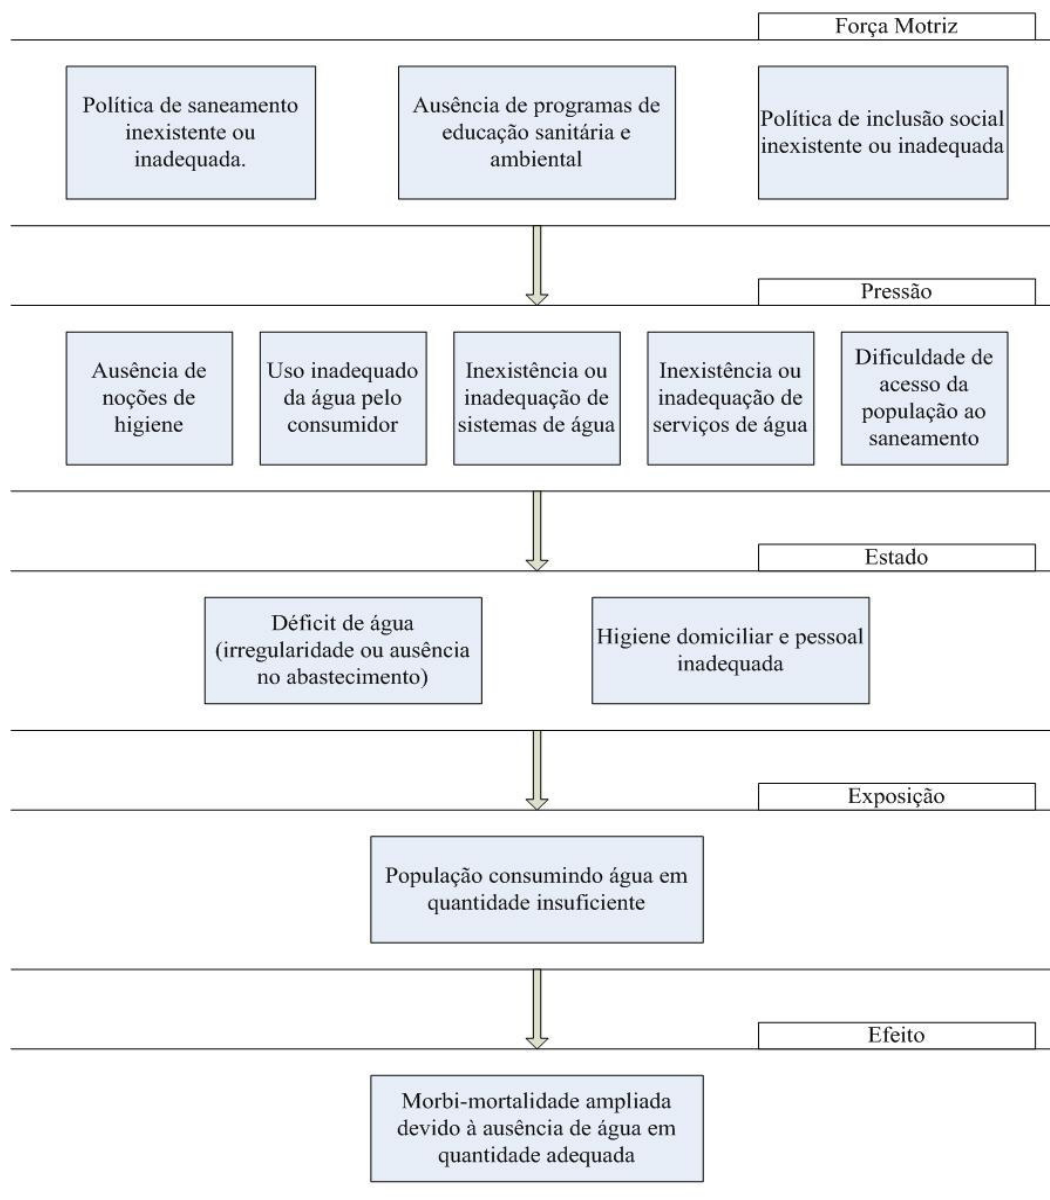 Força Motriz
Política de saneamento
inexistente ou
inadequada.
Ausência de programas de
educação sanitária e
ambiental
Política de inclusão social
inexistente ou inadequada
Pressão
Ausência de
noções de
higiene
Uso inadequado
da água pelo
consumidor
Inexistência ou
inadequação de
sistemas de água
Inexistência ou
inadequação de
serviços de água
Dificuldade de
acesso da
população ao
saneamento
Estado
Déficit de água
(irregularidade ou ausência
no abastecimento)
Higiene domiciliar e pessoal
inadequada
Exposição
População consumindo água em
quantidade insuficiente
Efeito
Morbi-mortalidade ampliada
devido à ausência de água em
quantidade adequada